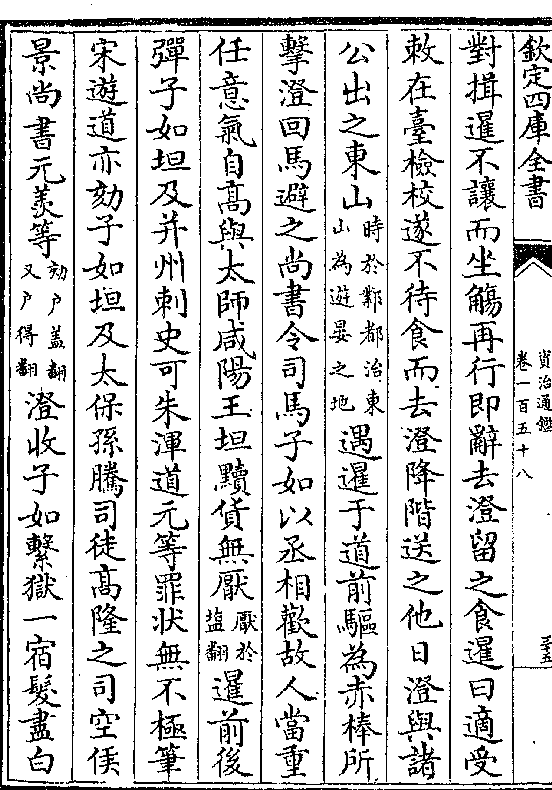 欽定四庫全書
資治通鑑
卷一百五十八
二十五
對揖暹不讓而坐觴再行即辭去澄留之食暹曰適受
敕在臺檢校遂不待食而去澄降階送之他日澄與諸
公出之東山時於鄴都治東山為遊宴之地遇暹于道前驅為赤棒所
擊澄回馬避之尚書令司馬子如以丞相歡故人當重
任意氣自髙與太師咸陽王坦黷貨無厭厭於鹽翻暹前後
彈子如坦及并州刺史可朱渾道元等罪状無不極筆
宋遊道亦劾子如坦及太保孫騰司徒髙隆之司空侯
景尚書元羨等劾戶蓋翻又戶得翻澄收子如繫獄一宿髮盡白